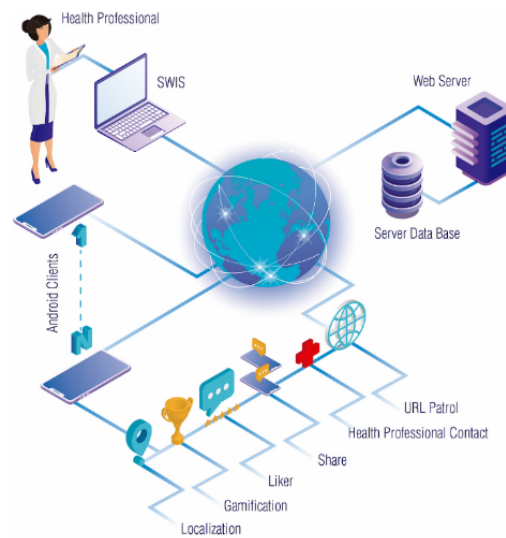 Health Professional
SWIS
Web Server
Server Data Base
Android Clients
1
N
URL Patrol
Health Professional Contact
Share
Liker
Gamification
Localization